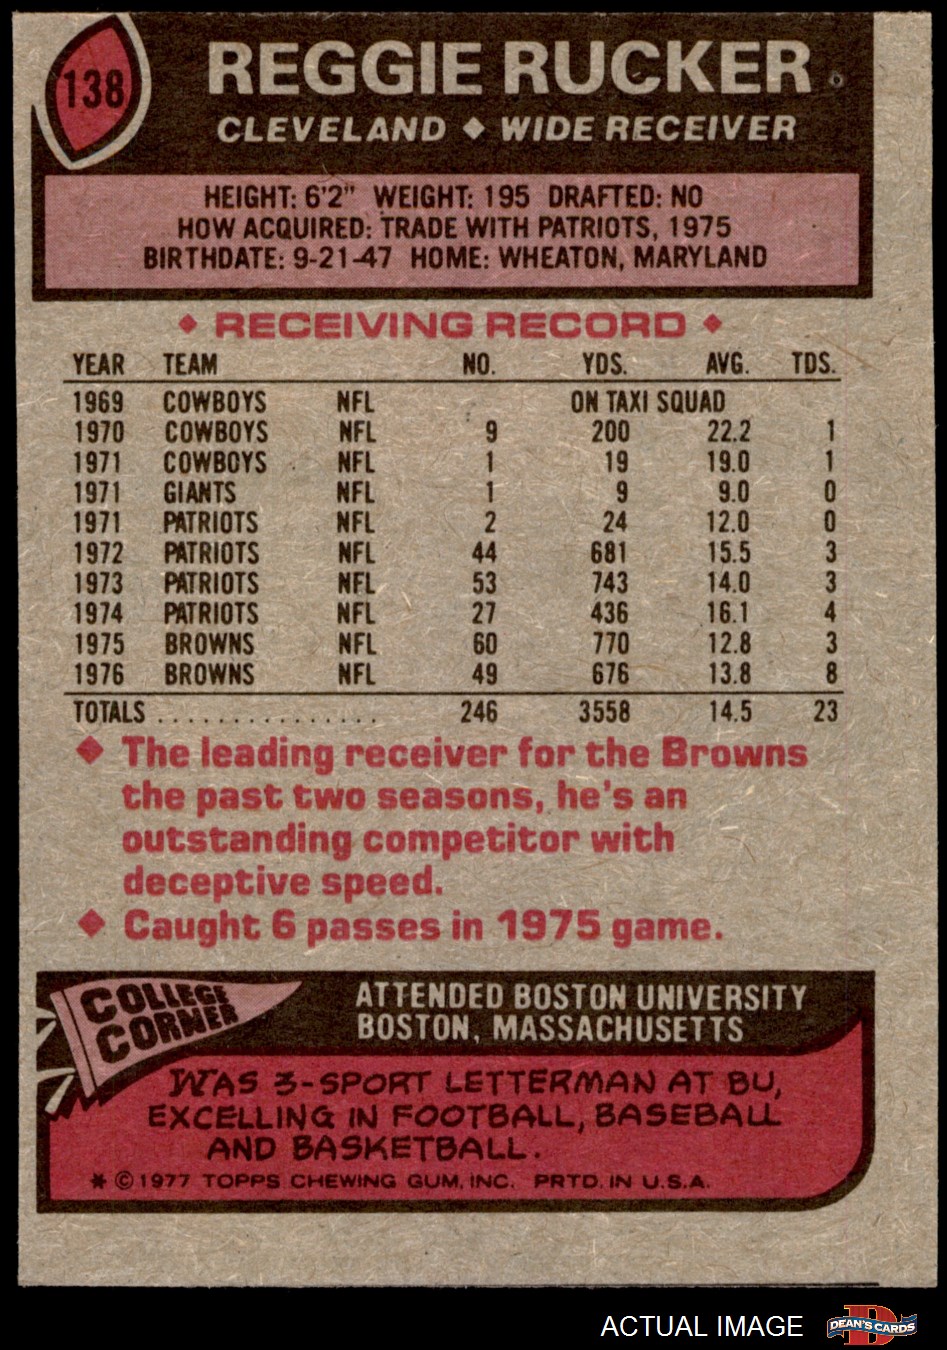 138
REGGIE RUCKER
CLEVELAND ◆ WIDE RECEIVER
HEIGHT: 6'2" WEIGHT: 195 DRAFTED: NO
HOW ACQUIRED: TRADE WITH PATRIOTS, 1975
BIRTHDATE: 9-21-47 HOME: WHEATON, MARYLAND
◆ RECEIVING RECORD ◆
YEAR TEAM NO. YDS. AVG. TDS.
1969 COWBOYS NFL ON TAXI SQUAD
1970 COWBOYS NFL 9 200 22.2 1
1971 COWBOYS NFL 1 19 19.0 1
1971 GIANTS NFL 1 9 9.0 0
1971 PATRIOTS NFL 2 24 12.0 0
1972 PATRIOTS NFL 44 681 15.5 3
1973 PATRIOTS NFL 53 743 14.0 3
1974 PATRIOTS NFL 27 436 16.1 4
1975 BROWNS NFL 60 770 12.8 3
1976 BROWNS NFL 49 676 13.8 8
TOTALS . . . . . . . . . . . . . . . 246 3558 14.5 23
◆ The leading receiver for the Browns
the past two seasons, he's an
outstanding competitor with
deceptive speed.
◆ Caught 6 passes in 1975 game.
COLLEGE
CORNER
ATTENDED BOSTON UNIVERSITY
BOSTON, MASSACHUSETTS
WAS 3-SPORT LETTERMAN AT BU,
EXCELLING IN FOOTBALL, BASEBALL
AND BASKETBALL.
* © 1977 TOPPS CHEWING GUM, INC. PRTD. IN U.S.A.
ACTUAL IMAGE
D
DEAN'S CARDS